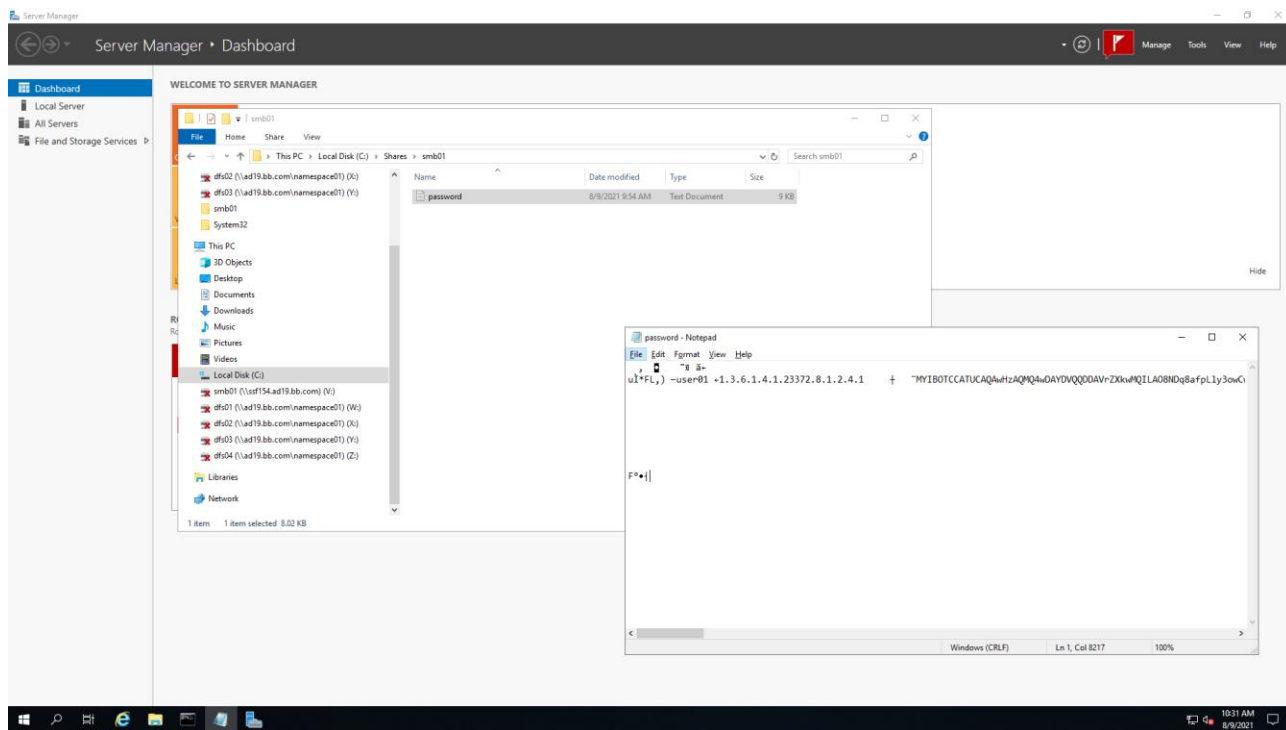 Server Manager
Server Manager • Dashboard
Manage Tools View Help
Dashboard
Local Server
All Servers
File and Storage Services
WELCOME TO SERVER MANAGER
Hide
smb01
File Home Share View
This PC > Local Disk (C:) > Shares > smb01
Search smb01
Name Date modified Type Size
password 8/9/2021 9:54 AM Text Document 9 KB
dfs02 (\\ad19.bb.com\namespace01) (X:)
dfs03 (\\ad19.bb.com\namespace01) (Y:)
smb01
System32
This PC
3D Objects
Desktop
Documents
Downloads
Music
Pictures
Videos
Local Disk (C:)
smb01 (\\ssf154.ad19.bb.com) (V:)
dfs01 (\\ad19.bb.com\namespace01) (W:)
dfs02 (\\ad19.bb.com\namespace01) (X:)
dfs03 (\\ad19.bb.com\namespace01) (Y:)
dfs04 (\\ad19.bb.com\namespace01) (Z:)
Libraries
Network
1 item 1 item selected 8.02 KB
password - Notepad
File Edit Format View Help
–user01 1.3.6.1.4.1.23372.8.1.2.4.1
Windows (CRLF) Ln 1, Col 8217 100%
10:31 AM
8/9/2021